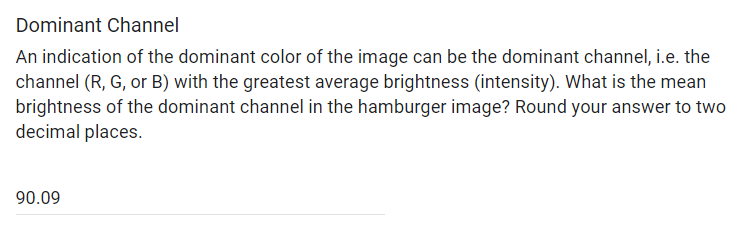 Dominant Channel
An indication of the dominant color of the image can be the dominant channel, i.e. the
channel (R, G, or B) with the greatest average brightness (intensity). What is the mean
brightness of the dominant channel in the hamburger image? Round your answer to two
decimal places.
90.09